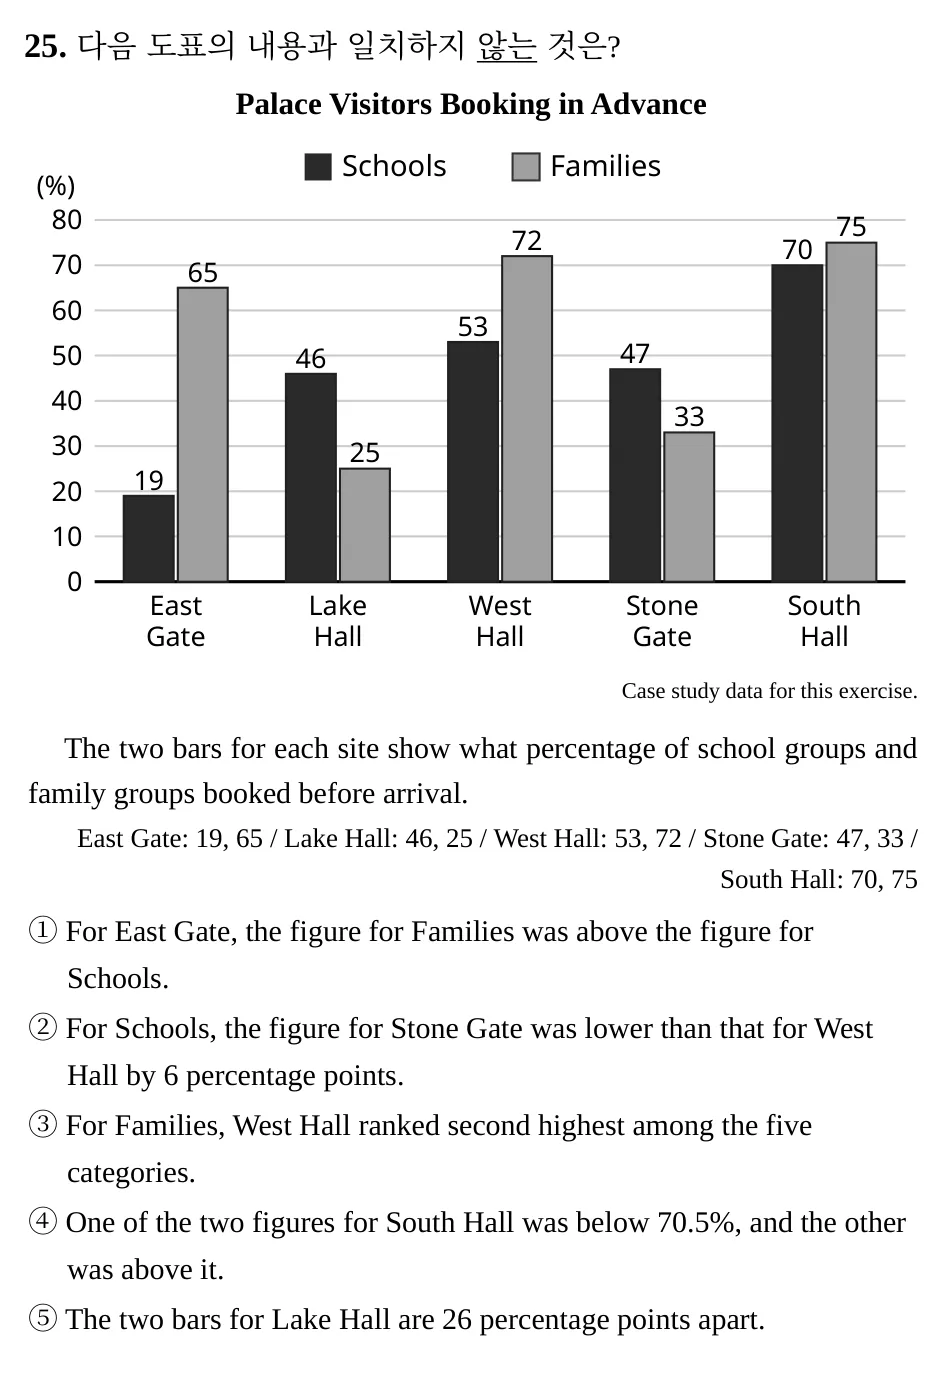 25. 다음 도표의 내용과 일치하지 않는 것은?
Palace Visitors Booking in Advance
Schools Families
(%)
80
70
60
50
40
30
20
10
0
19 65 46 25 53 72 47 33 70 75
East Gate
Lake Hall
West Hall
Stone Gate
South Hall
Case study data for this exercise.
The two bars for each site show what percentage of school groups and
family groups booked before arrival.
East Gate: 19, 65 / Lake Hall: 46, 25 / West Hall: 53, 72 / Stone Gate: 47, 33 /
South Hall: 70, 75
① For East Gate, the figure for Families was above the figure for
Schools.
② For Schools, the figure for Stone Gate was lower than that for West
Hall by 6 percentage points.
③ For Families, West Hall ranked second highest among the five
categories.
④ One of the two figures for South Hall was below 70.5%, and the other
was above it.
⑤ The two bars for Lake Hall are 26 percentage points apart.